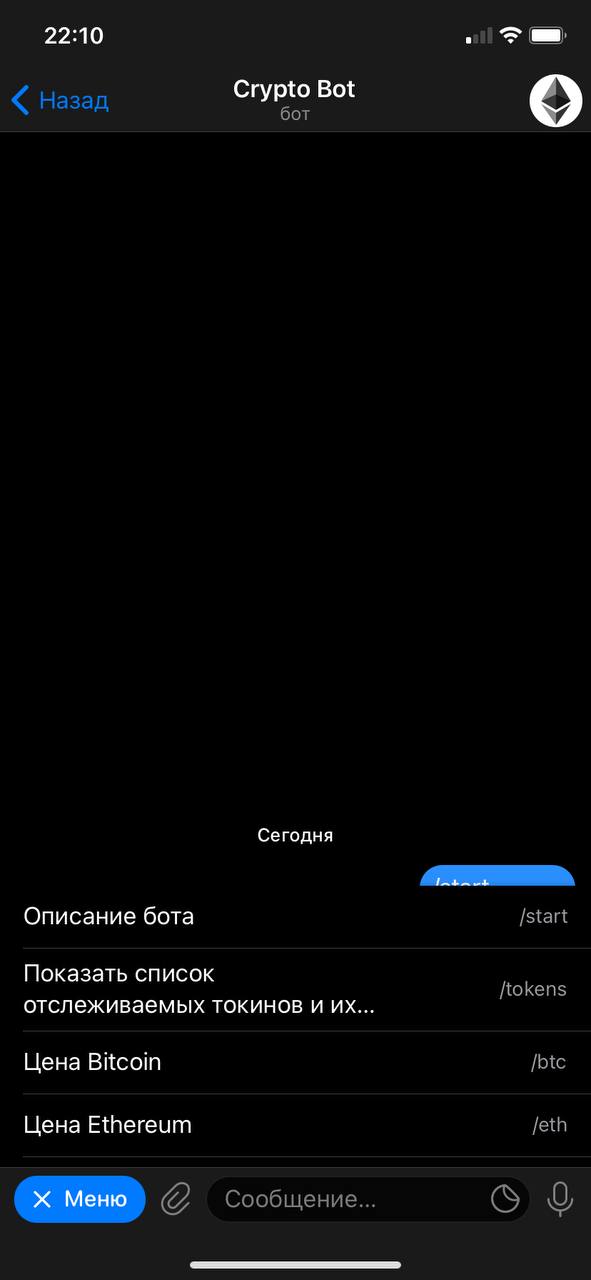 22:10
Назад
Crypto Bot
бот
Сегодня
/start
Описание бота
/start
Показать список
отслеживаемых токинов и их...
/tokens
Цена Bitcoin
/btc
Цена Ethereum
/eth
Меню
Сообщение...